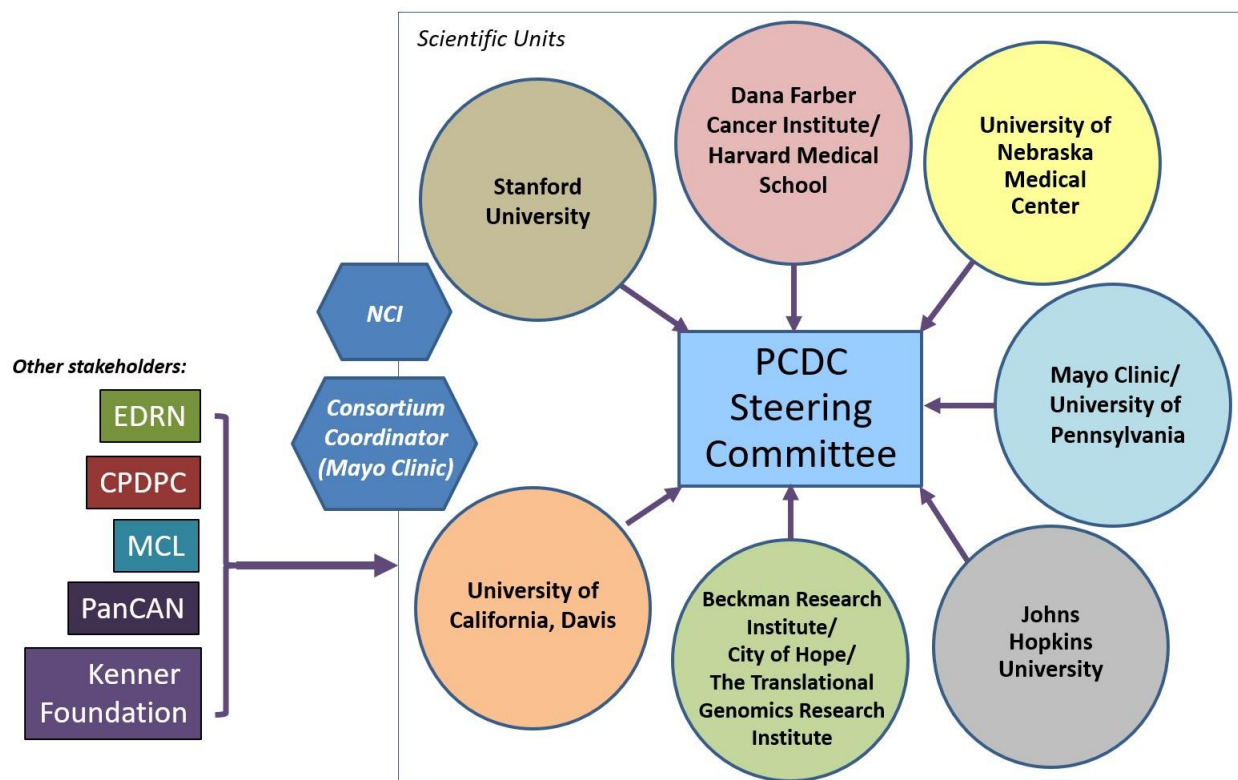 Scientific Units
Dana Farber
Cancer Institute/
Harvard Medical
School
University of
Nebraska
Medical
Center
Stanford
University
NCI
Other stakeholders:
EDRN
CPDPC
MCL
PanCAN
Kenner
Foundation
Consortium
Coordinator
(Mayo Clinic)
PCDC
Steering
Committee
Mayo Clinic/
University of
Pennsylvania
University of
California, Davis
Beckman Research
Institute/
City of Hope/
The Translational
Genomics Research
Institute
Johns
Hopkins
University